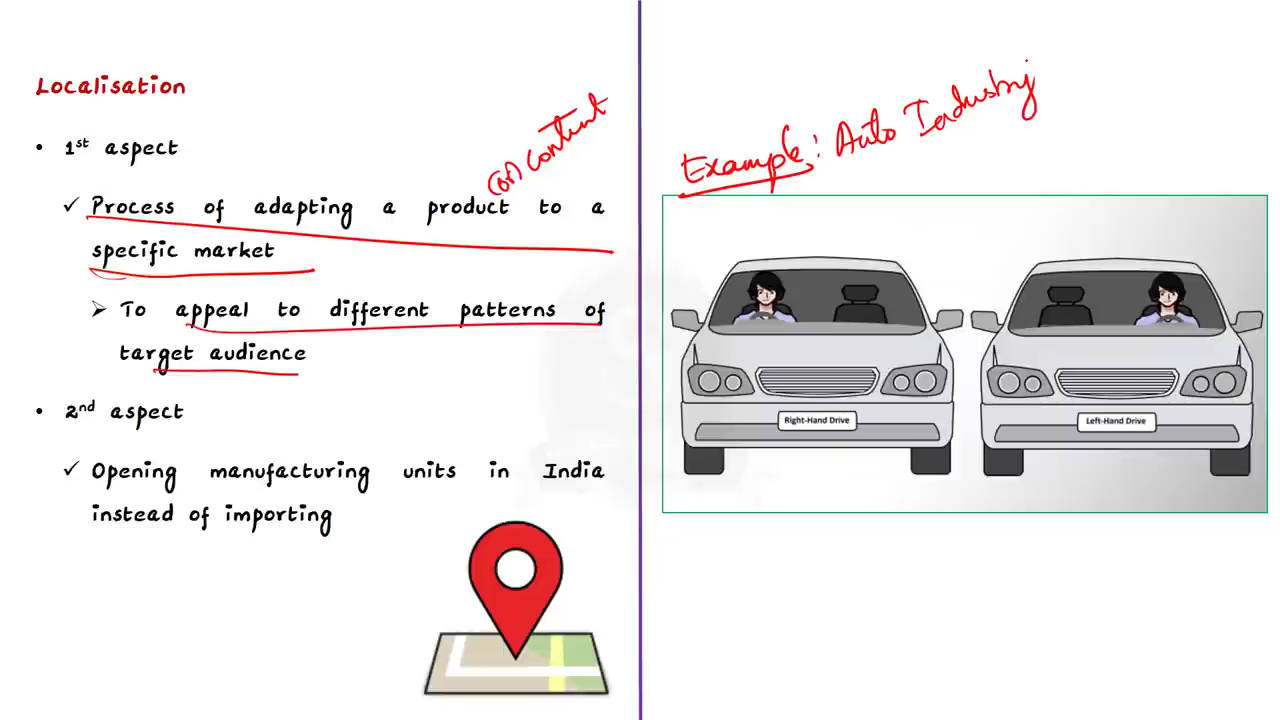 Localisation
• 1st aspect
(or) Content
✓ Process of adapting a product to a
specific market
➢ To appeal to different patterns of
target audience
• 2nd aspect
✓ Opening manufacturing units in India
instead of importing
Example: Auto Industry
Right-Hand Drive
Left-Hand Drive